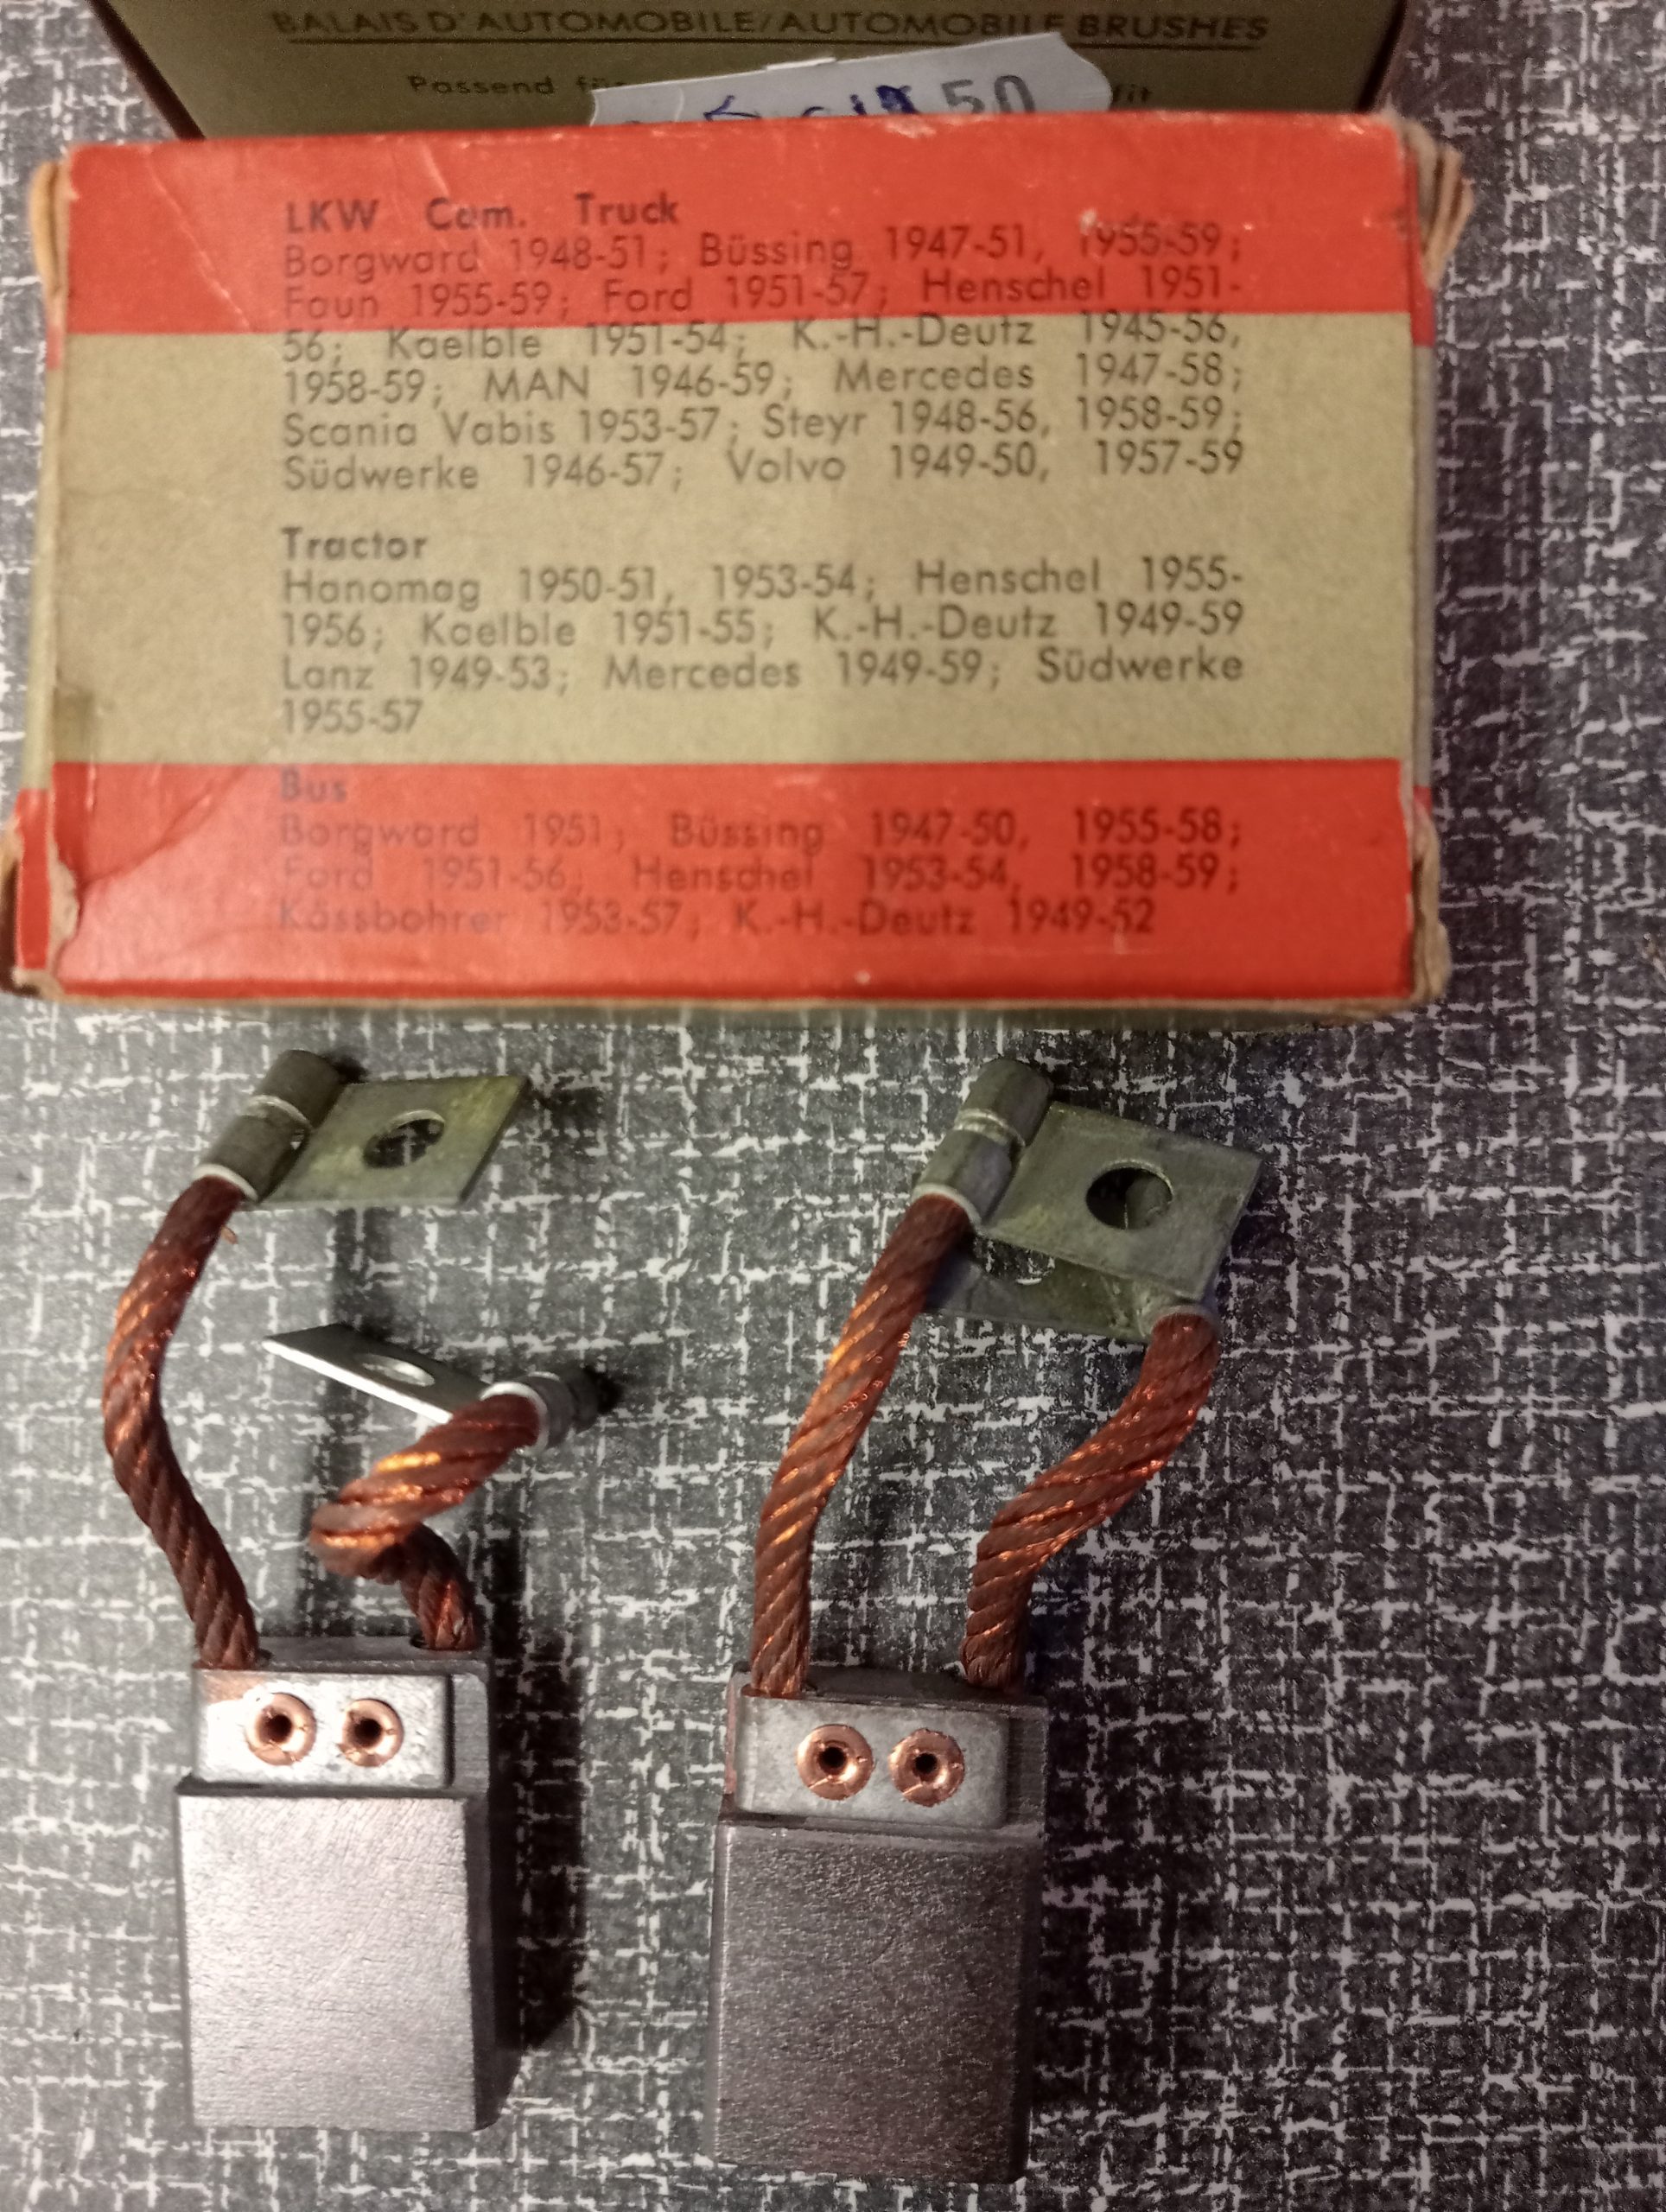 BALAIS D'AUTOMOBILE/AUTOMOBILE BRUSHES
Passend für
50
LKW Cam. Truck
Borgward 1948-51; Büssing 1947-51, 1955-59;
Faun 1955-59; Ford 1951-57; Henschel 1951-
56; Kaelble 1951-54; K.-H.-Deutz 1945-56,
1958-59; MAN 1946-59; Mercedes 1947-58;
Scania Vabis 1953-57; Steyr 1948-56, 1958-59;
Südwerke 1946-57; Volvo 1949-50, 1957-59
Tractor
Hanomag 1950-51, 1953-54; Henschel 1955-
1956; Kaelble 1951-55; K.-H.-Deutz 1949-59
Lanz 1949-53; Mercedes 1949-59; Südwerke
1955-57
Bus
Borgward 1951; Büssing 1947-50, 1955-58;
Ford 1951-56; Henschel 1953-54, 1958-59;
Kässbohrer 1953-57; K.-H.-Deutz 1949-52